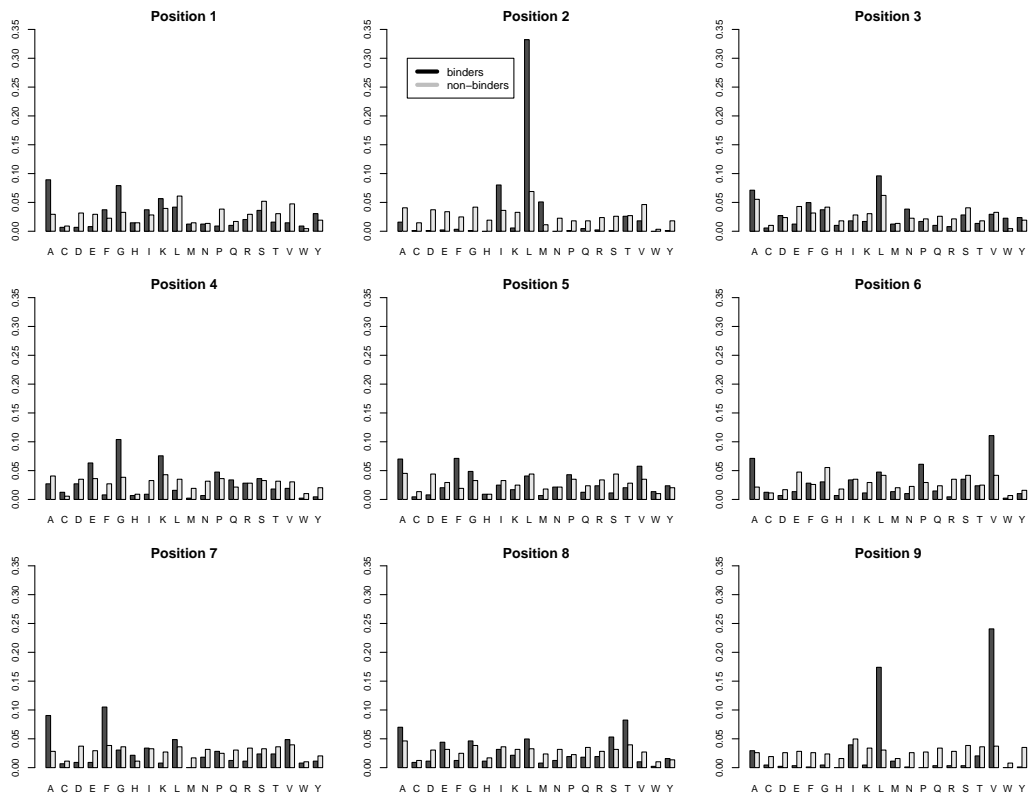 Position 1
0.00 0.05 0.10 0.15 0.20 0.25 0.30 0.35
A C D E F G H I K L M N P Q R S T V W Y
Position 2
0.00 0.05 0.10 0.15 0.20 0.25 0.30 0.35
binders
non−binders
A C D E F G H I K L M N P Q R S T V W Y
Position 3
0.00 0.05 0.10 0.15 0.20 0.25 0.30 0.35
A C D E F G H I K L M N P Q R S T V W Y
Position 4
0.00 0.05 0.10 0.15 0.20 0.25 0.30 0.35
A C D E F G H I K L M N P Q R S T V W Y
Position 5
0.00 0.05 0.10 0.15 0.20 0.25 0.30 0.35
A C D E F G H I K L M N P Q R S T V W Y
Position 6
0.00 0.05 0.10 0.15 0.20 0.25 0.30 0.35
A C D E F G H I K L M N P Q R S T V W Y
Position 7
0.00 0.05 0.10 0.15 0.20 0.25 0.30 0.35
A C D E F G H I K L M N P Q R S T V W Y
Position 8
0.00 0.05 0.10 0.15 0.20 0.25 0.30 0.35
A C D E F G H I K L M N P Q R S T V W Y
Position 9
0.00 0.05 0.10 0.15 0.20 0.25 0.30 0.35
A C D E F G H I K L M N P Q R S T V W Y